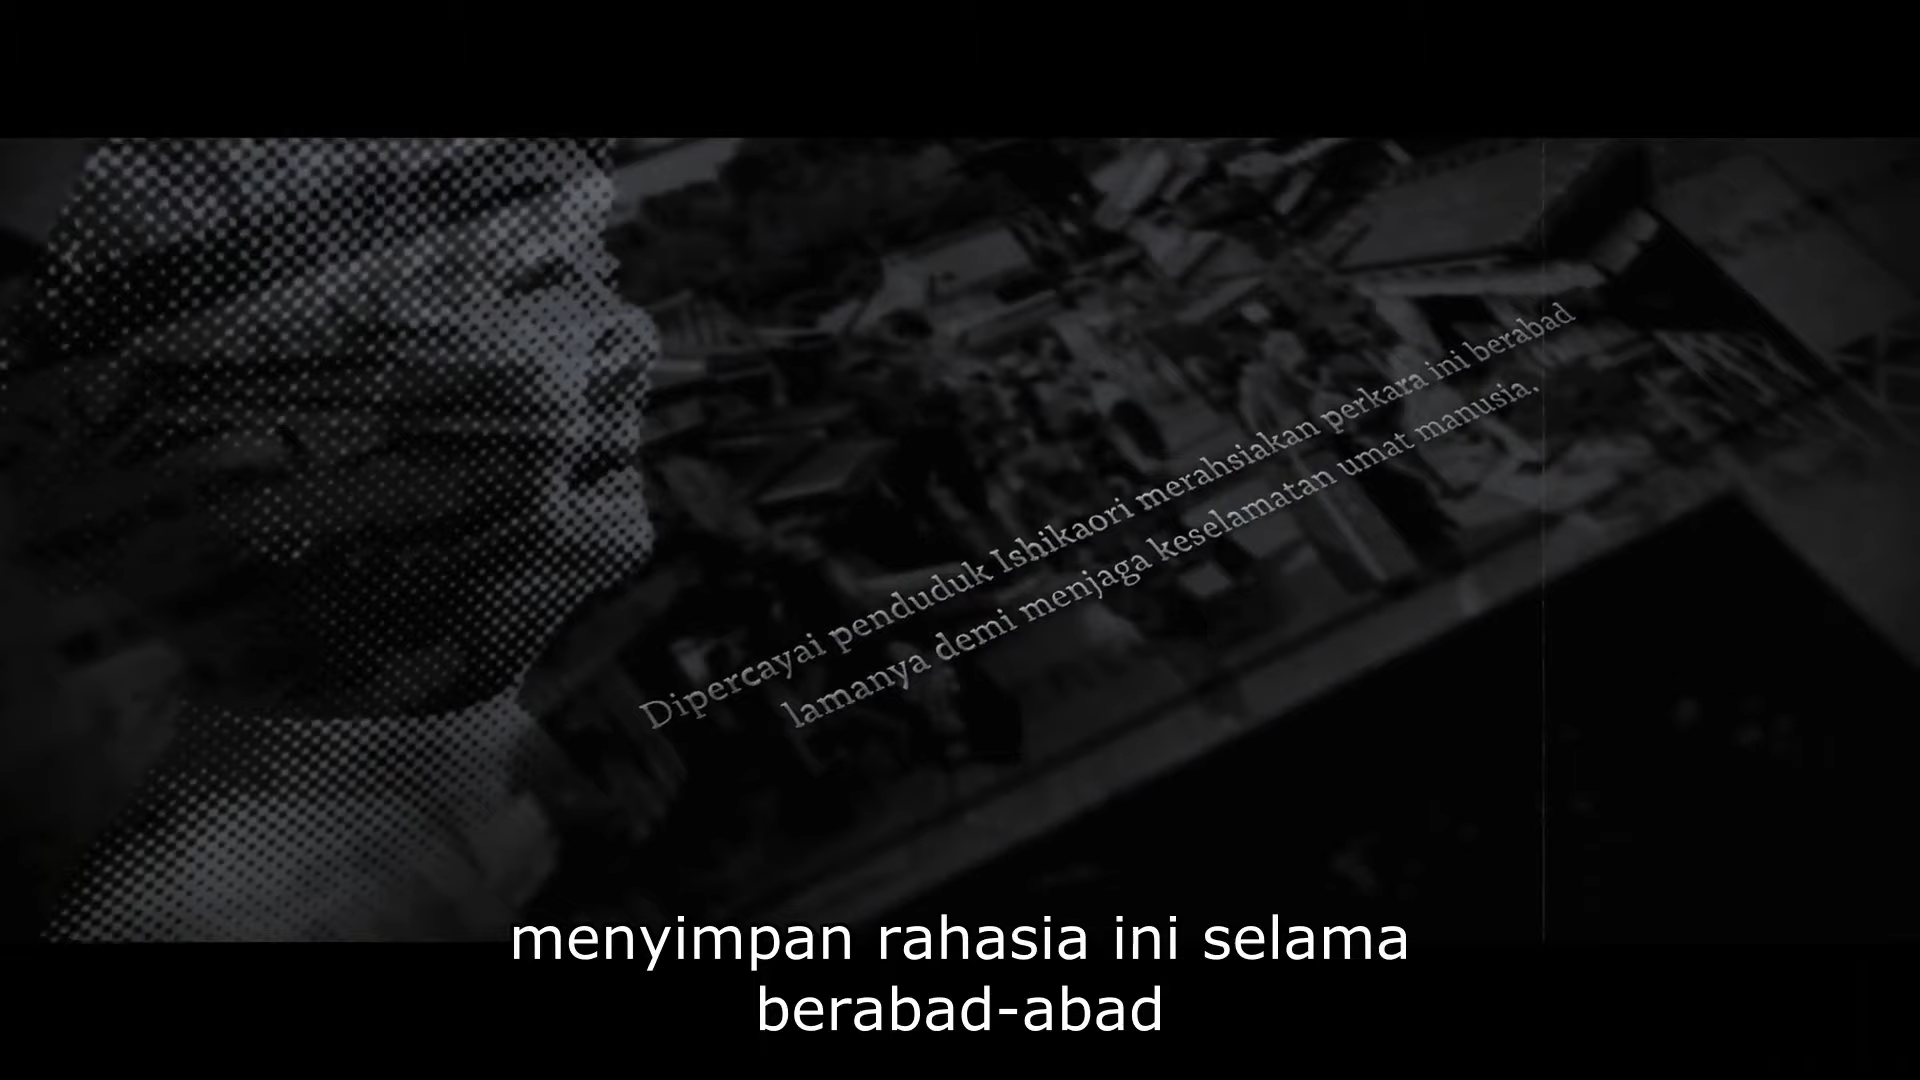 Dipercayai penduduk Ishikaori merahsiakan perkara ini berabad
lamanya demi menjaga keselamatan umat manusia.
menyimpan rahasia ini selama
berabad-abad